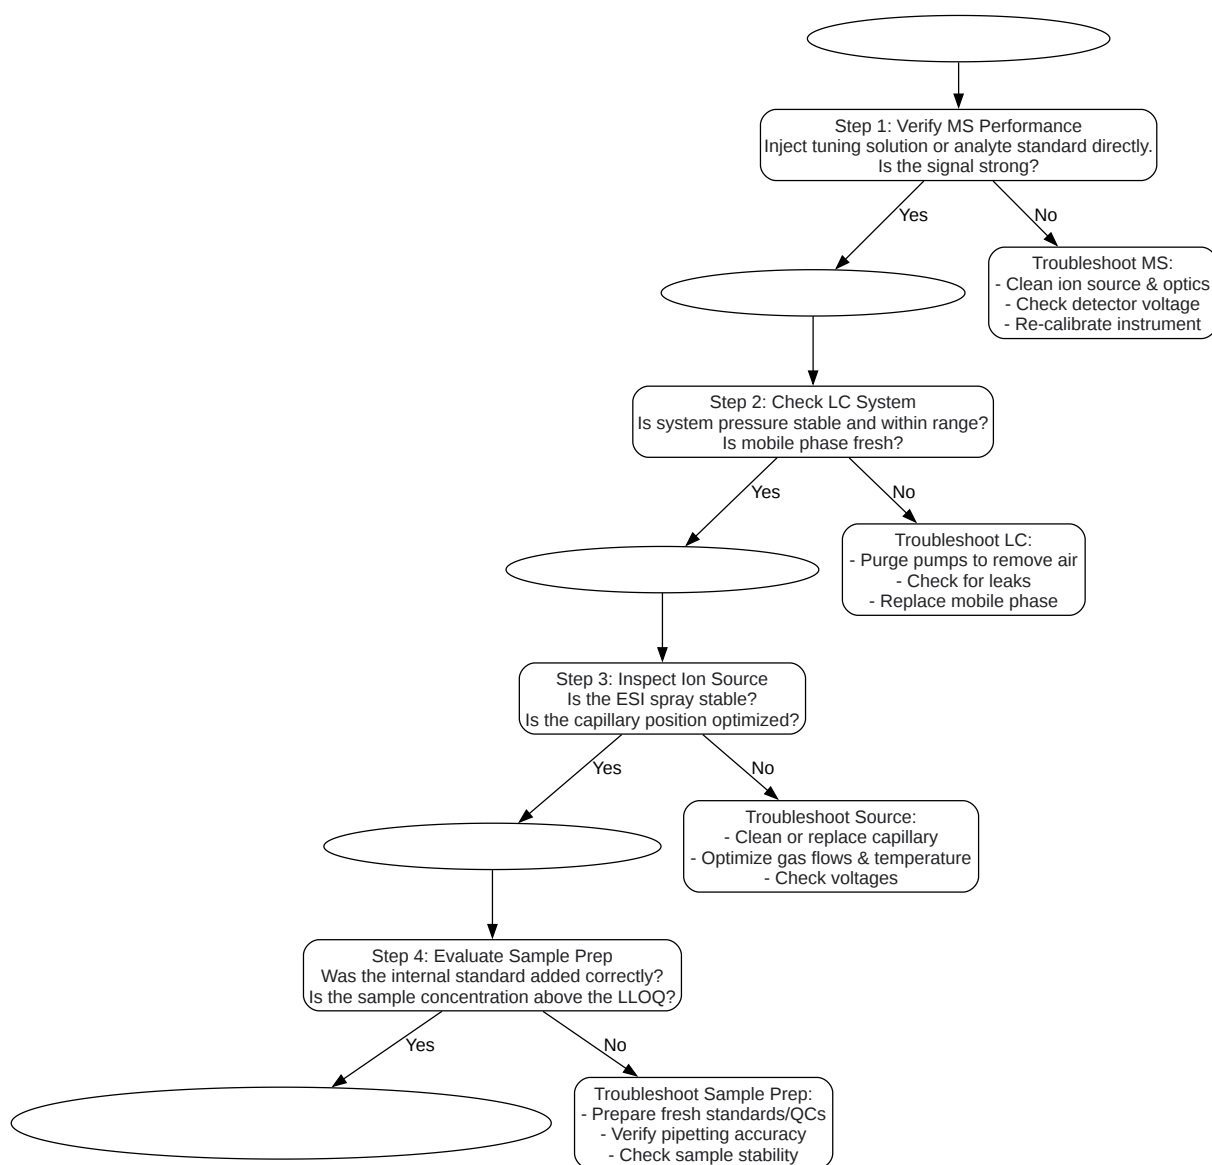 Step 1: Verify MS Performance
Inject tuning solution or analyte standard directly.
Is the signal strong?
Yes
No
Troubleshoot MS:
- Clean ion source & optics
- Check detector voltage
- Re-calibrate instrument
Step 2: Check LC System
Is system pressure stable and within range?
Is mobile phase fresh?
Yes
No
Troubleshoot LC:
- Purge pumps to remove air
- Check for leaks
- Replace mobile phase
Step 3: Inspect Ion Source
Is the ESI spray stable?
Is the capillary position optimized?
Yes
No
Troubleshoot Source:
- Clean or replace capillary
- Optimize gas flows & temperature
- Check voltages
Step 4: Evaluate Sample Prep
Was the internal standard added correctly?
Is the sample concentration above the LLOQ?
Yes
No
Troubleshoot Sample Prep:
- Prepare fresh standards/QCs
- Verify pipetting accuracy
- Check sample stability